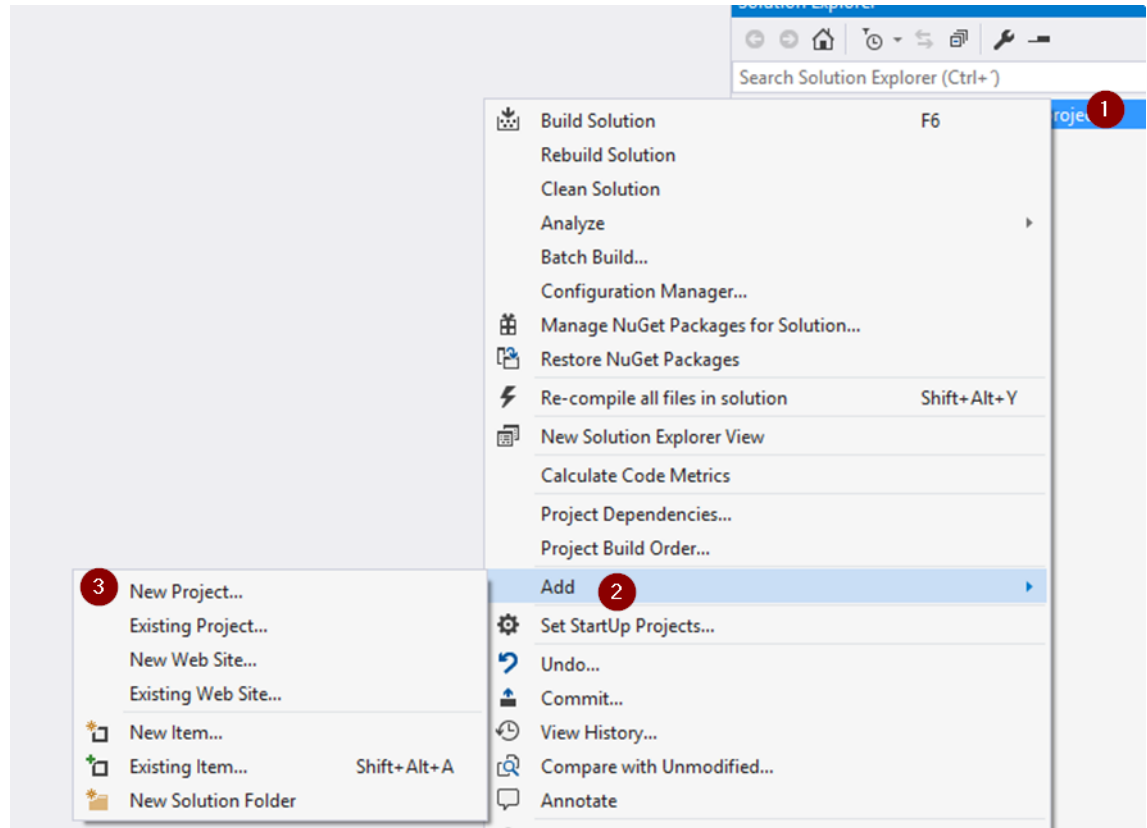 Solution Explorer
Search Solution Explorer (Ctrl+´)
1
Build Solution F6
Rebuild Solution
Clean Solution
Analyze
Batch Build...
Configuration Manager...
Manage NuGet Packages for Solution...
Restore NuGet Packages
Re-compile all files in solution Shift+Alt+Y
New Solution Explorer View
Calculate Code Metrics
Project Dependencies...
Project Build Order...
Add 2
Set StartUp Projects...
Undo...
Commit...
View History...
Compare with Unmodified...
Annotate
3 New Project...
Existing Project...
New Web Site...
Existing Web Site...
New Item...
Existing Item... Shift+Alt+A
New Solution Folder